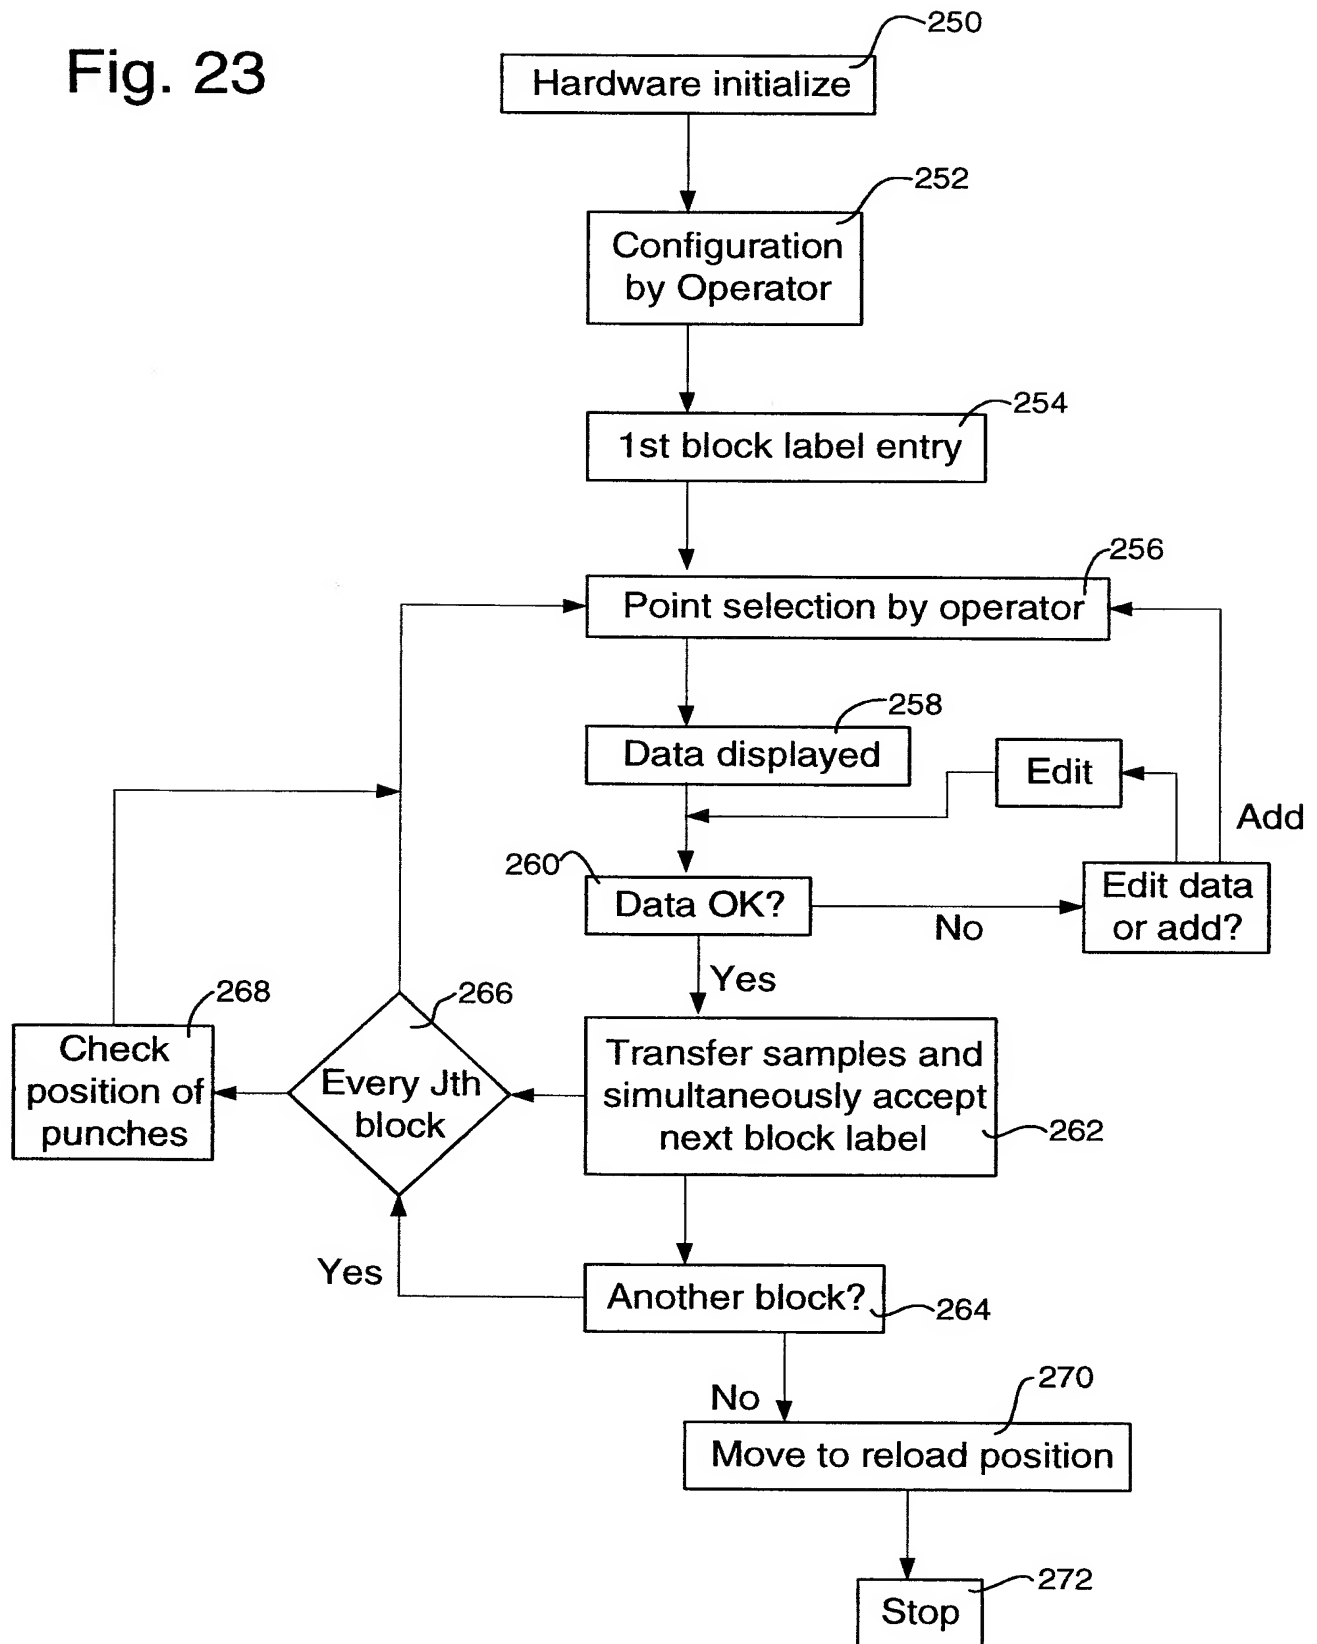 Fig. 23
250
Hardware initialize
252
Configuration
by Operator
254
1st block label entry
256
Point selection by operator
258
Data displayed
Edit
Add
260
Data OK?
No
Edit data
or add?
Yes
268
266
Check
position of
punches
Every Jth
block
Transfer samples and
simultaneously accept
next block label
262
Yes
Another block?
264
No
270
Move to reload position
272
Stop